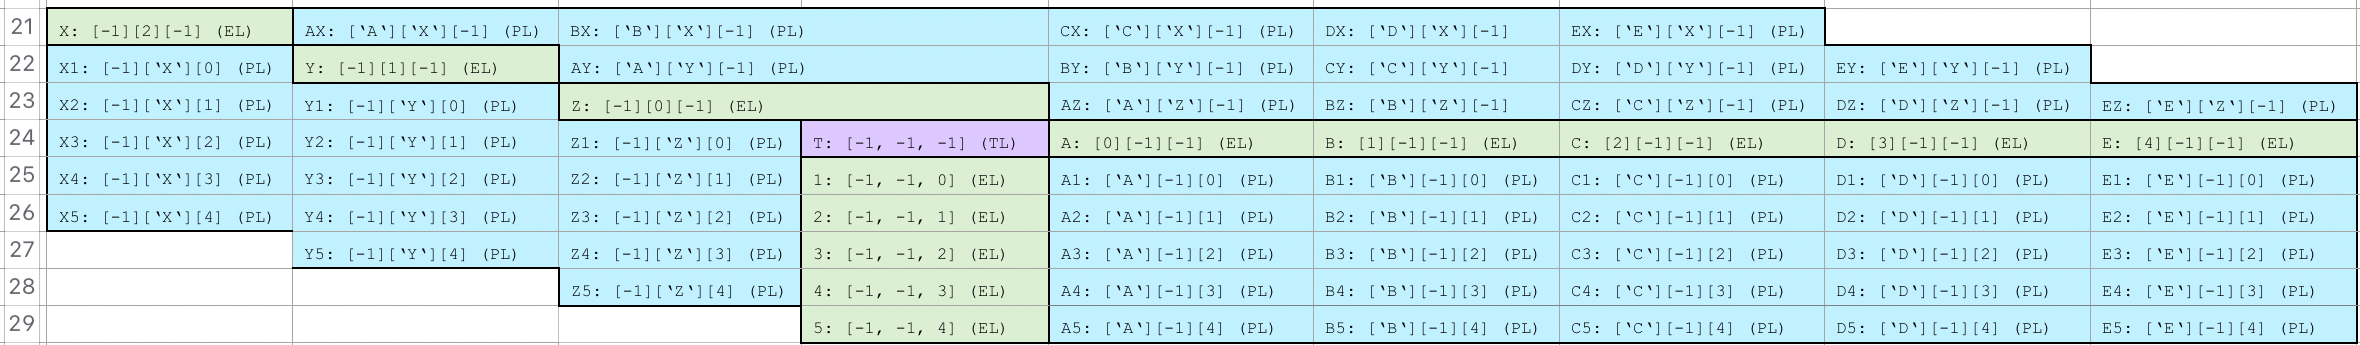 21 X: [-1][2][-1] (EL) AX: [‘A‘][‘X‘][-1] (PL) BX: [‘B‘][‘X‘][-1] (PL) CX: [‘C‘][‘X‘][-1] (PL) DX: [‘D‘][‘X‘][-1] EX: [‘E‘][‘X‘][-1] (PL)
22 X1: [-1][‘X‘][0] (PL) Y: [-1][1][-1] (EL) AY: [‘A‘][‘Y‘][-1] (PL) BY: [‘B‘][‘Y‘][-1] (PL) CY: [‘C‘][‘Y‘][-1] DY: [‘D‘][‘Y‘][-1] (PL) EY: [‘E‘][‘Y‘][-1] (PL)
23 X2: [-1][‘X‘][1] (PL) Y1: [-1][‘Y‘][0] (PL) Z: [-1][0][-1] (EL) AZ: [‘A‘][‘Z‘][-1] (PL) BZ: [‘B‘][‘Z‘][-1] CZ: [‘C‘][‘Z‘][-1] (PL) DZ: [‘D‘][‘Z‘][-1] (PL) EZ: [‘E‘][‘Z‘][-1] (PL)
24 X3: [-1][‘X‘][2] (PL) Y2: [-1][‘Y‘][1] (PL) Z1: [-1][‘Z‘][0] (PL) T: [-1, -1, -1] (TL) A: [0][-1][-1] (EL) B: [1][-1][-1] (EL) C: [2][-1][-1] (EL) D: [3][-1][-1] (EL) E: [4][-1][-1] (EL)
25 X4: [-1][‘X‘][3] (PL) Y3: [-1][‘Y‘][2] (PL) Z2: [-1][‘Z‘][1] (PL) 1: [-1, -1, 0] (EL) A1: [‘A‘][-1][0] (PL) B1: [‘B‘][-1][0] (PL) C1: [‘C‘][-1][0] (PL) D1: [‘D‘][-1][0] (PL) E1: [‘E‘][-1][0] (PL)
26 X5: [-1][‘X‘][4] (PL) Y4: [-1][‘Y‘][3] (PL) Z3: [-1][‘Z‘][2] (PL) 2: [-1, -1, 1] (EL) A2: [‘A‘][-1][1] (PL) B2: [‘B‘][-1][1] (PL) C2: [‘C‘][-1][1] (PL) D2: [‘D‘][-1][1] (PL) E2: [‘E‘][-1][1] (PL)
27 Y5: [-1][‘Y‘][4] (PL) Z4: [-1][‘Z‘][3] (PL) 3: [-1, -1, 2] (EL) A3: [‘A‘][-1][2] (PL) B3: [‘B‘][-1][2] (PL) C3: [‘C‘][-1][2] (PL) D3: [‘D‘][-1][2] (PL) E3: [‘E‘][-1][2] (PL)
28 Z5: [-1][‘Z‘][4] (PL) 4: [-1, -1, 3] (EL) A4: [‘A‘][-1][3] (PL) B4: [‘B‘][-1][3] (PL) C4: [‘C‘][-1][3] (PL) D4: [‘D‘][-1][3] (PL) E4: [‘E‘][-1][3] (PL)
29 5: [-1, -1, 4] (EL) A5: [‘A‘][-1][4] (PL) B5: [‘B‘][-1][4] (PL) C5: [‘C‘][-1][4] (PL) D5: [‘D‘][-1][4] (PL) E5: [‘E‘][-1][4] (PL)